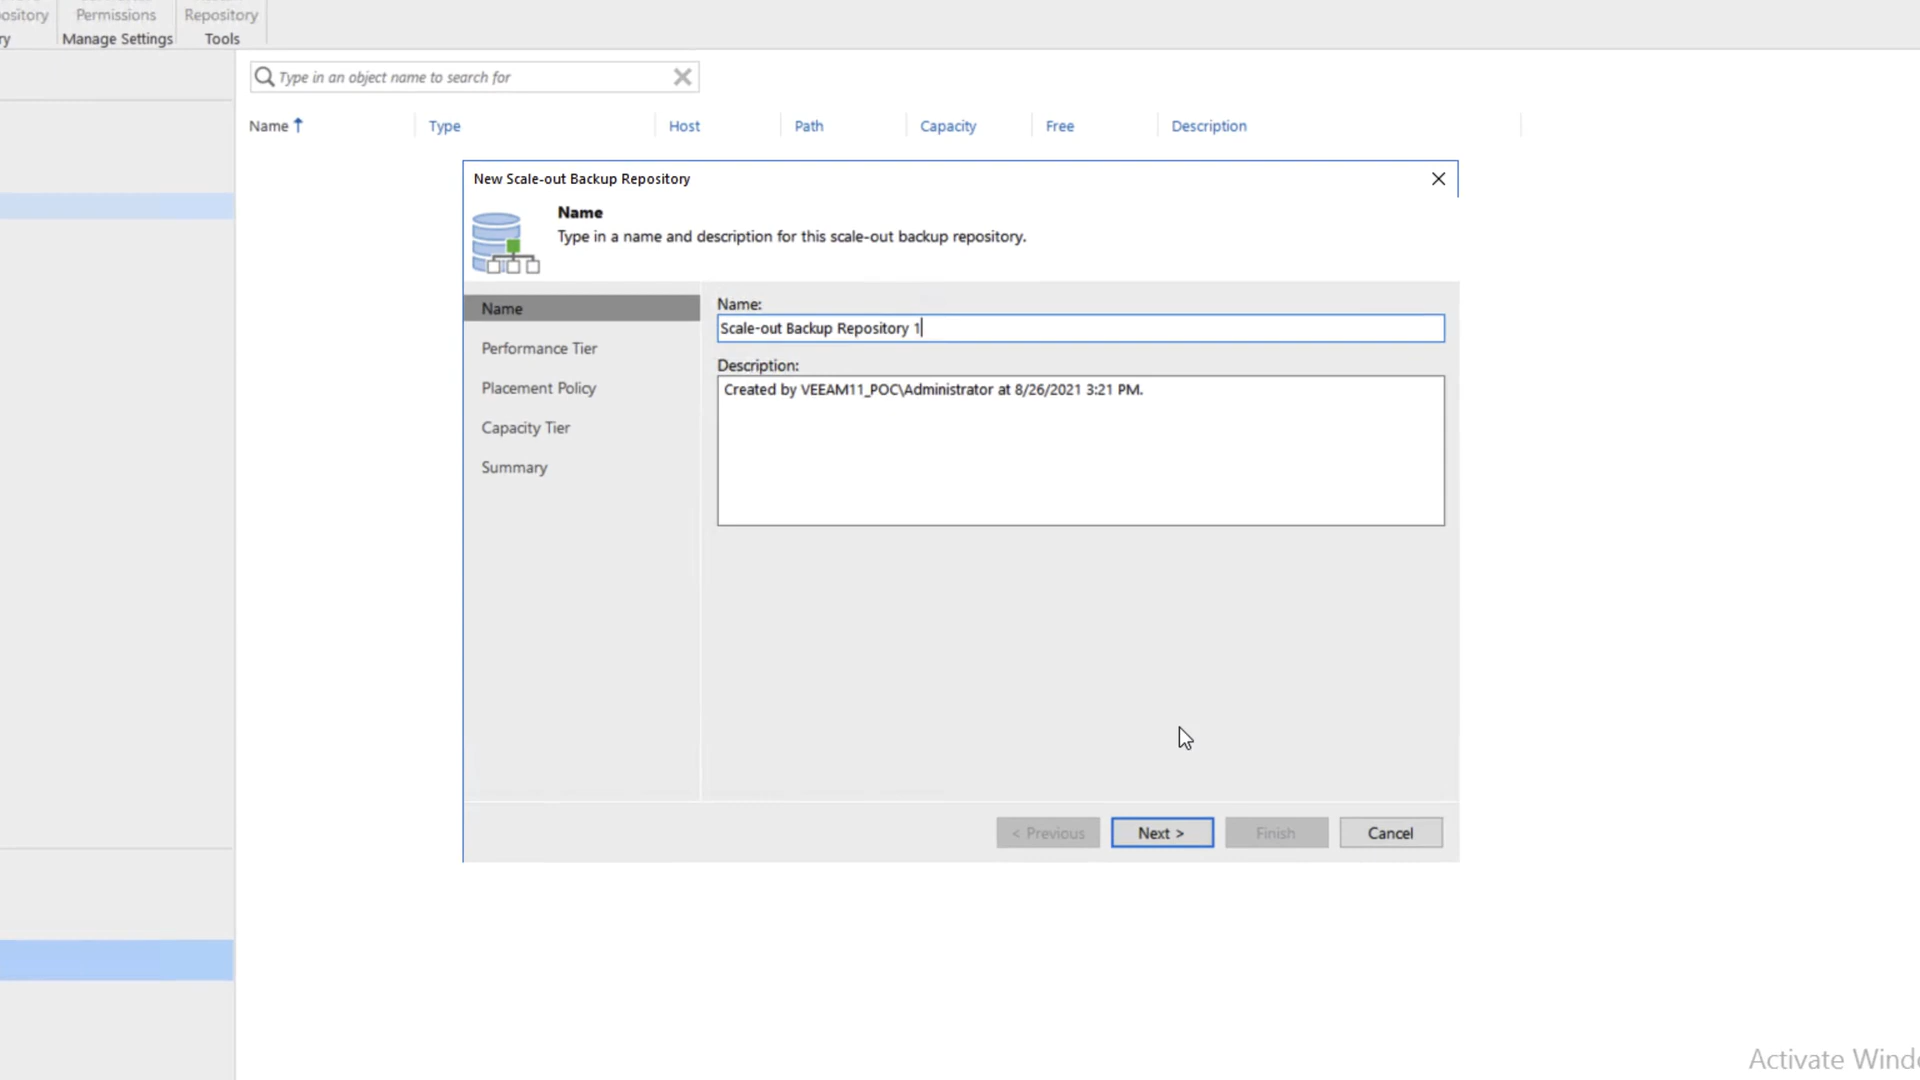 Permissions
Repository
Manage Settings
Tools
Type in an object name to search for
Name
Type
Host
Path
Capacity
Free
Description
New Scale-out Backup Repository
Name
Type in a name and description for this scale-out backup repository.
Name
Performance Tier
Placement Policy
Capacity Tier
Summary
Name:
Scale-out Backup Repository 1
Description:
Created by VEEAM11_POC\Administrator at 8/26/2021 3:21 PM.
< Previous
Next >
Finish
Cancel
Activate